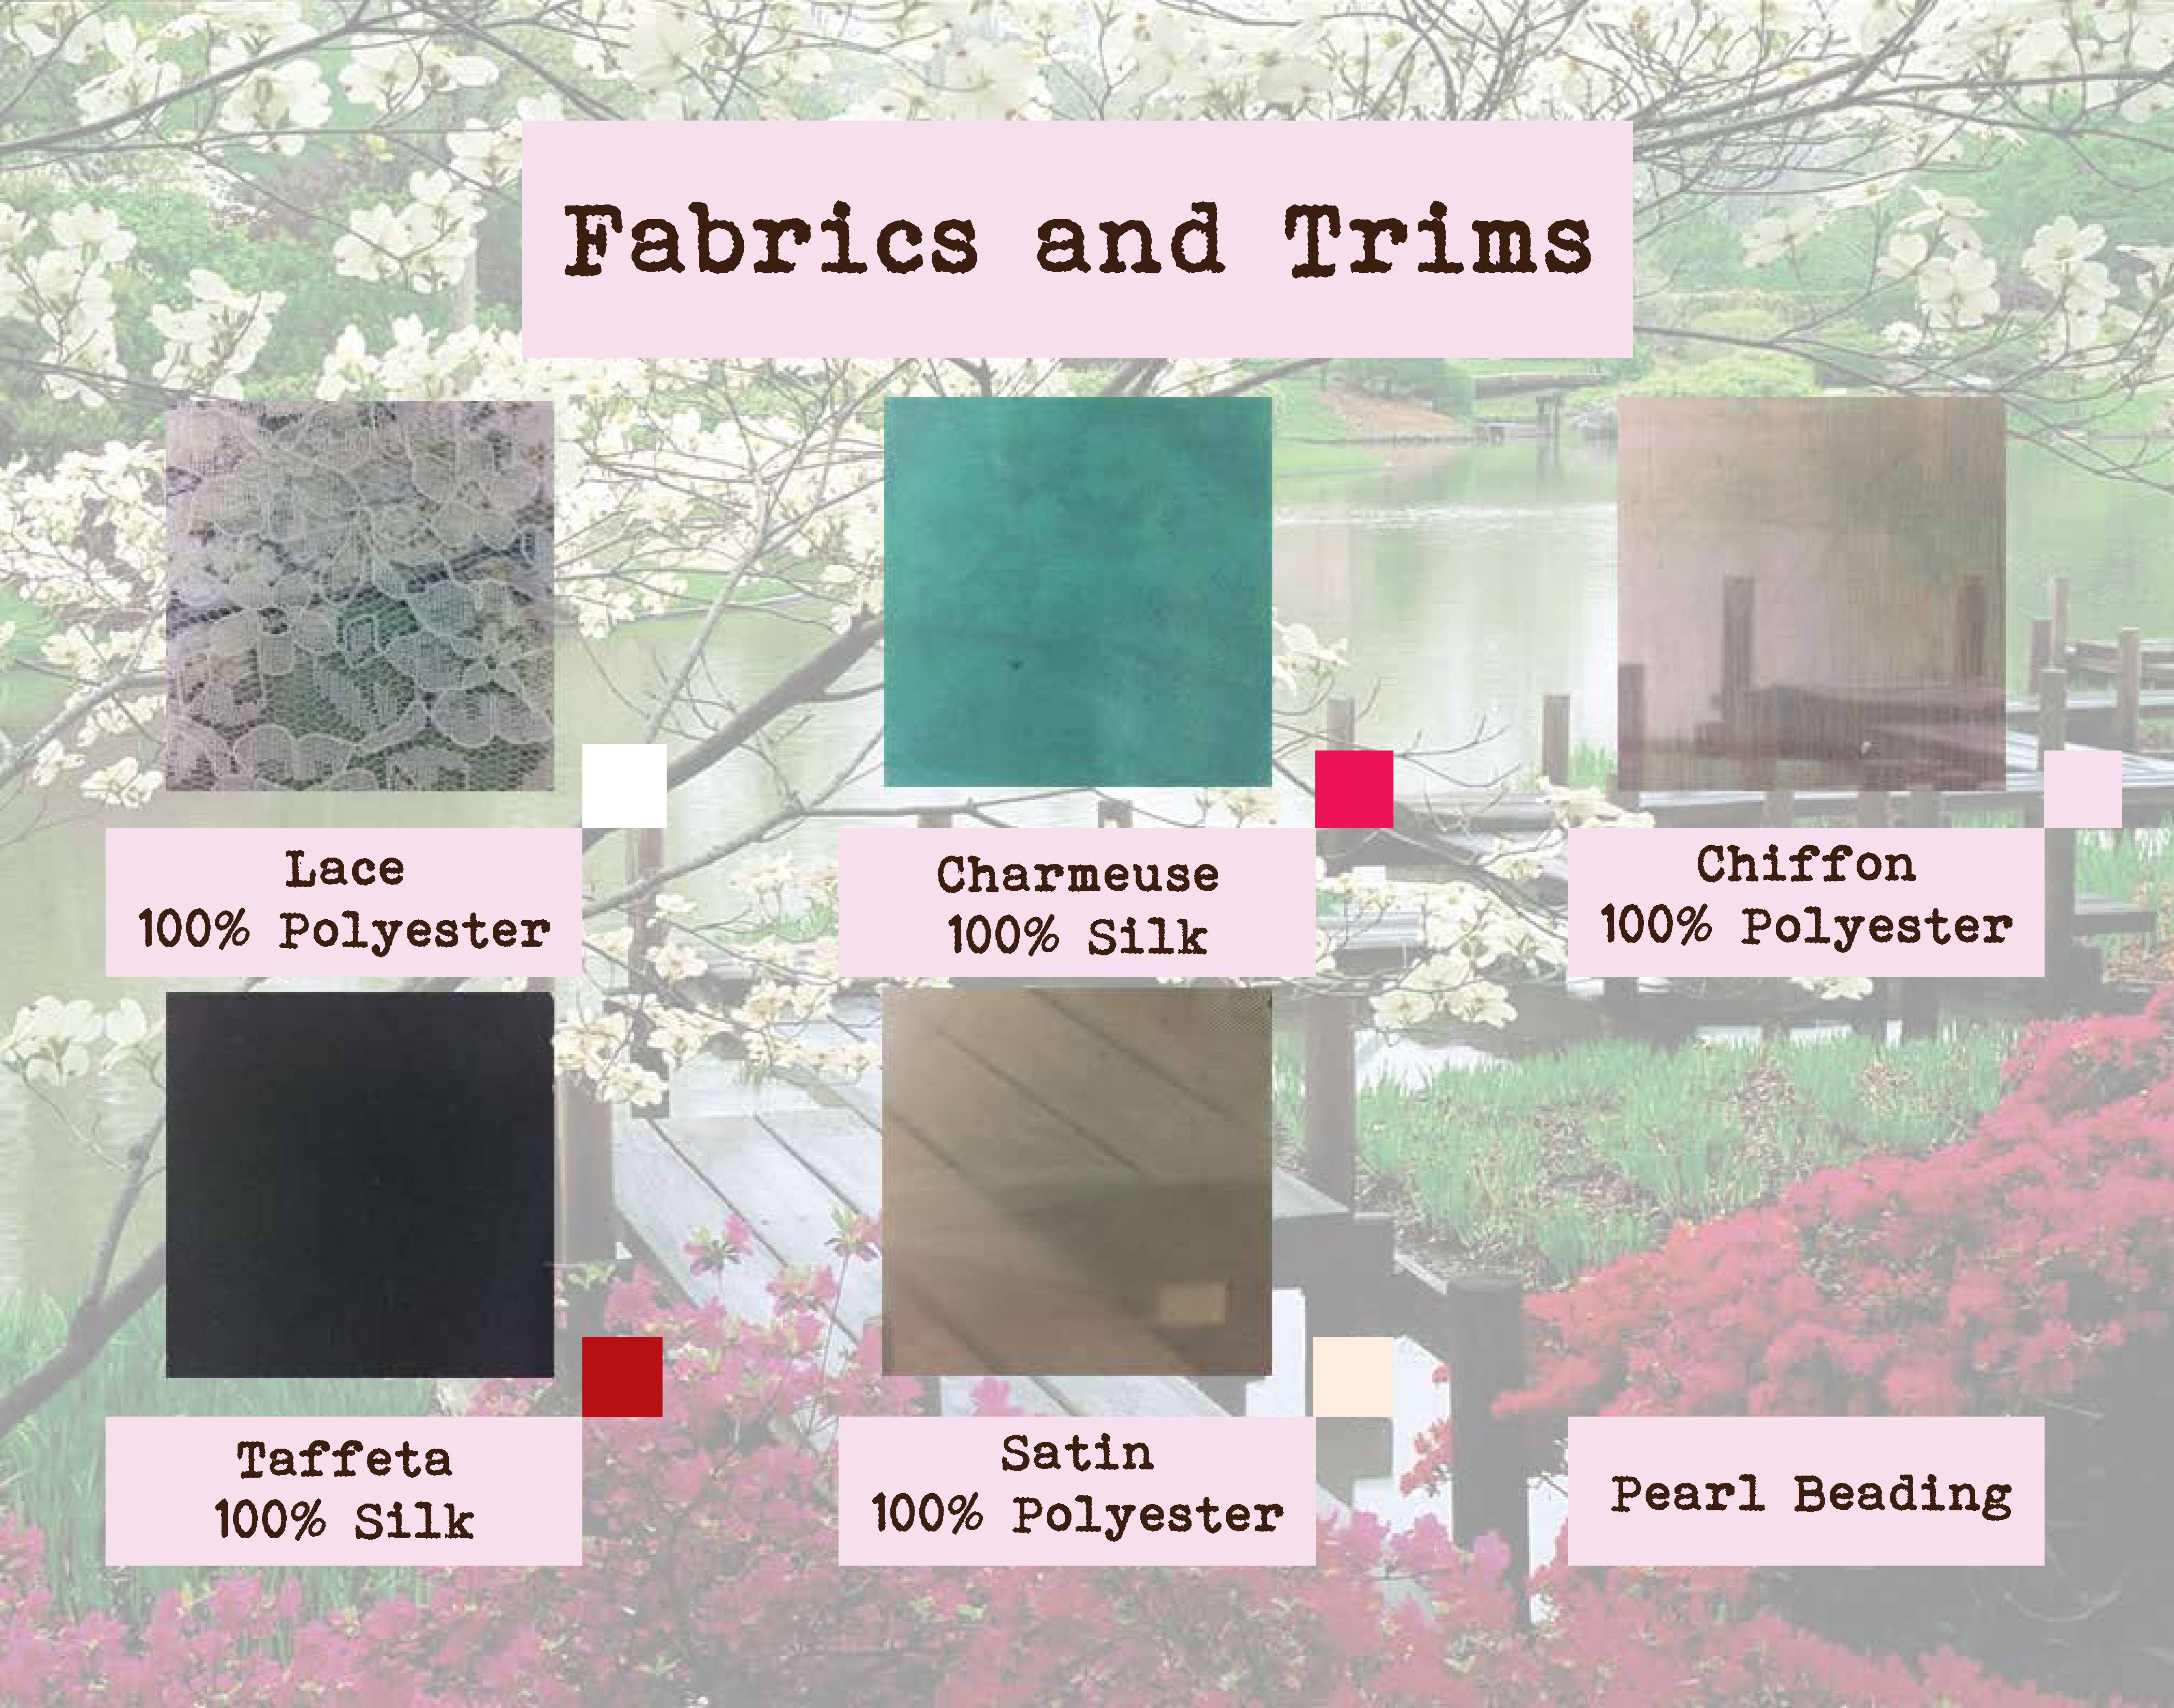 Fabrics and Trims
Lace
100% Polyester
Charmeuse
100% Silk
Chiffon
100% Polyester
Taffeta
100% Silk
Satin
100% Polyester
Pearl Beading